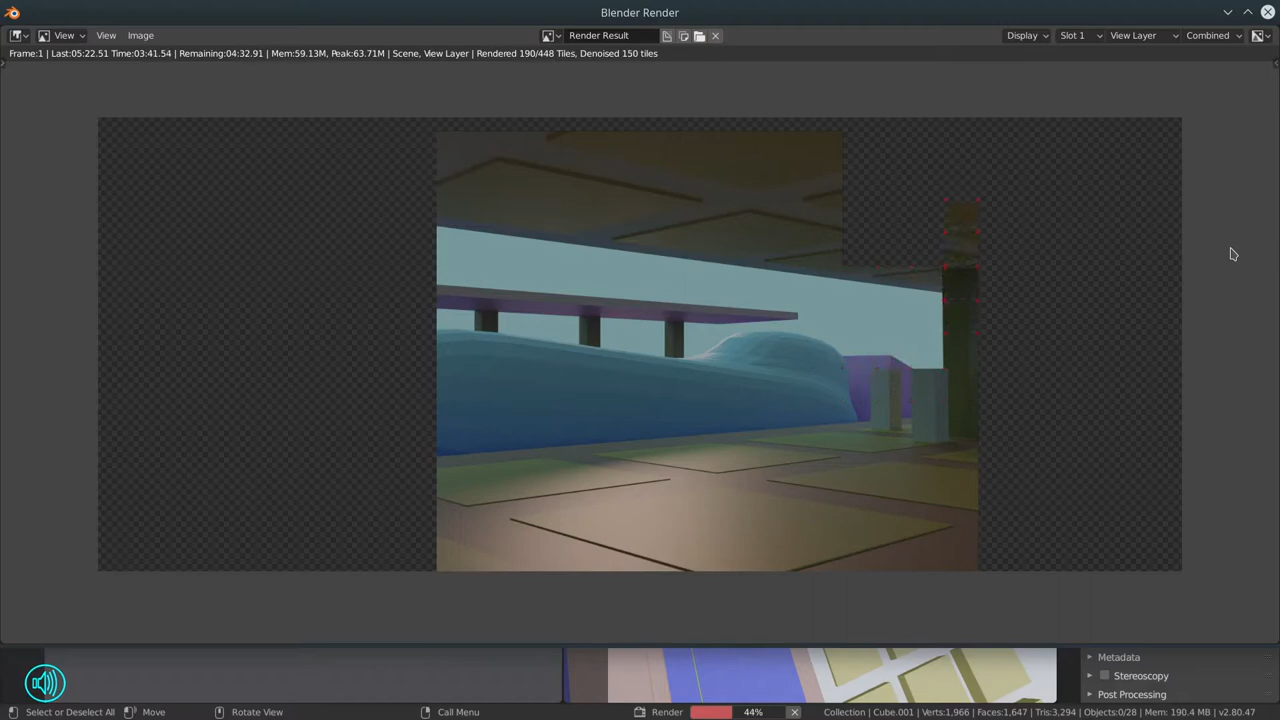 Blender Render
View View Image Render Result Display Slot 1 View Layer Combined
Frame:1 | Last:05:22.51 Time:03:41.54 | Remaining:04:32.91 | Mem:59.13M, Peak:63.71M | Scene, View Layer | Rendered 190/448 Tiles, Denoised 150 tiles
Metadata
Stereoscopy
Post Processing
Select or Deselect All Move Rotate View Call Menu Render 44% Collection | Cube.001 | Verts:1,966 | Faces:1,647 | Tris:3,294 | Objects:0/28 | Mem: 190.4 MB | v2.80.47